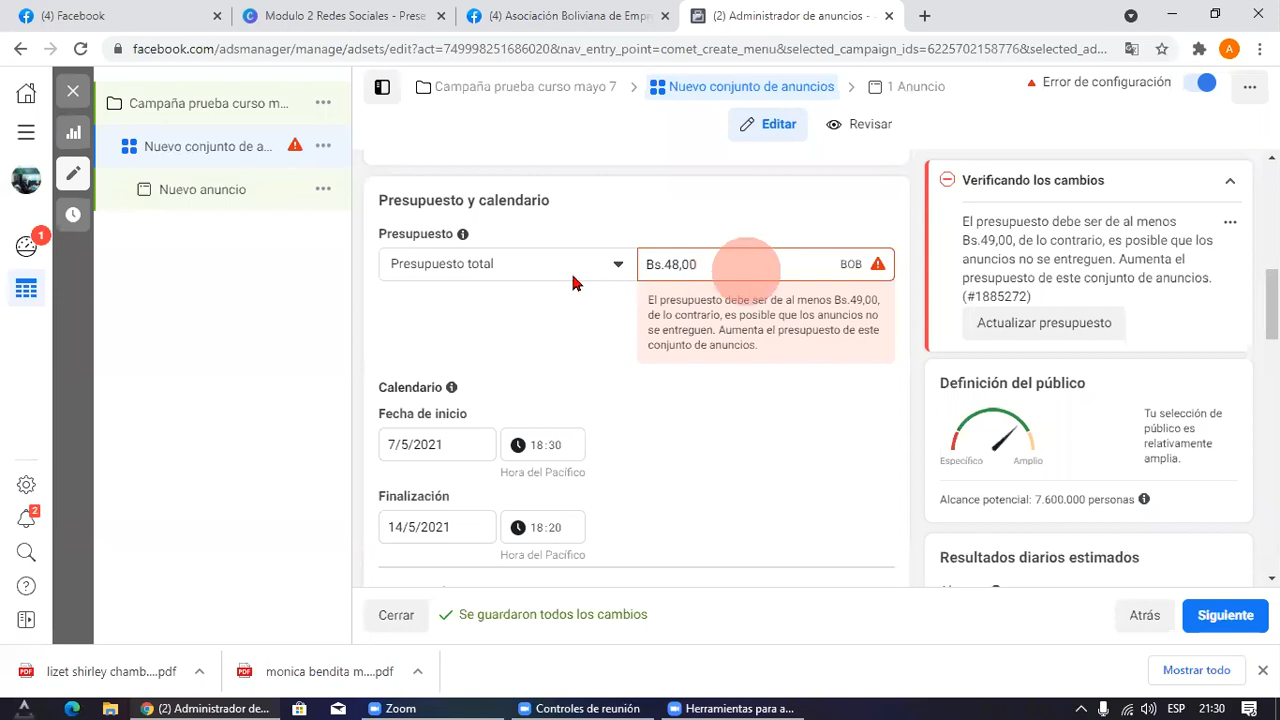 (4) Facebook
Modulo 2 Redes Sociales - Pres
(4) Asociación Boliviana de Empr
(2) Administrador de anuncios -
facebook.com/adsmanager/manage/adsets/edit?act=749998251686020&nav_entry_point=comet_create_menu&selected_campaign_ids=6225702158776&selected_ad...
A
Campaña prueba curso m...
Nuevo conjunto de a...
Nuevo anuncio
1
2
Campaña prueba curso mayo 7
Nuevo conjunto de anuncios
1 Anuncio
Error de configuración
Editar
Revisar
Presupuesto y calendario
Presupuesto
Presupuesto total
Bs.48,00
BOB
El presupuesto debe ser de al menos Bs.49,00,
de lo contrario, es posible que los anuncios no
se entreguen. Aumenta el presupuesto de este
conjunto de anuncios.
Calendario
Fecha de inicio
7/5/2021
18:30
Hora del Pacífico
Finalización
14/5/2021
18:20
Hora del Pacífico
Verificando los cambios
El presupuesto debe ser de al menos
Bs.49,00, de lo contrario, es posible que los
anuncios no se entreguen. Aumenta el
presupuesto de este conjunto de anuncios.
(#1885272)
Actualizar presupuesto
Definición del público
Específico
Amplio
Tu selección de
público es
relativamente
amplia.
Alcance potencial: 7.600.000 personas
Resultados diarios estimados
Cerrar
Se guardaron todos los cambios
Atrás
Siguiente
lizet shirley chamb....pdf
monica bendita m....pdf
Mostrar todo
(2) Administrador de...
Zoom
Controles de reunión
Herramientas para a...
ESP
21:30